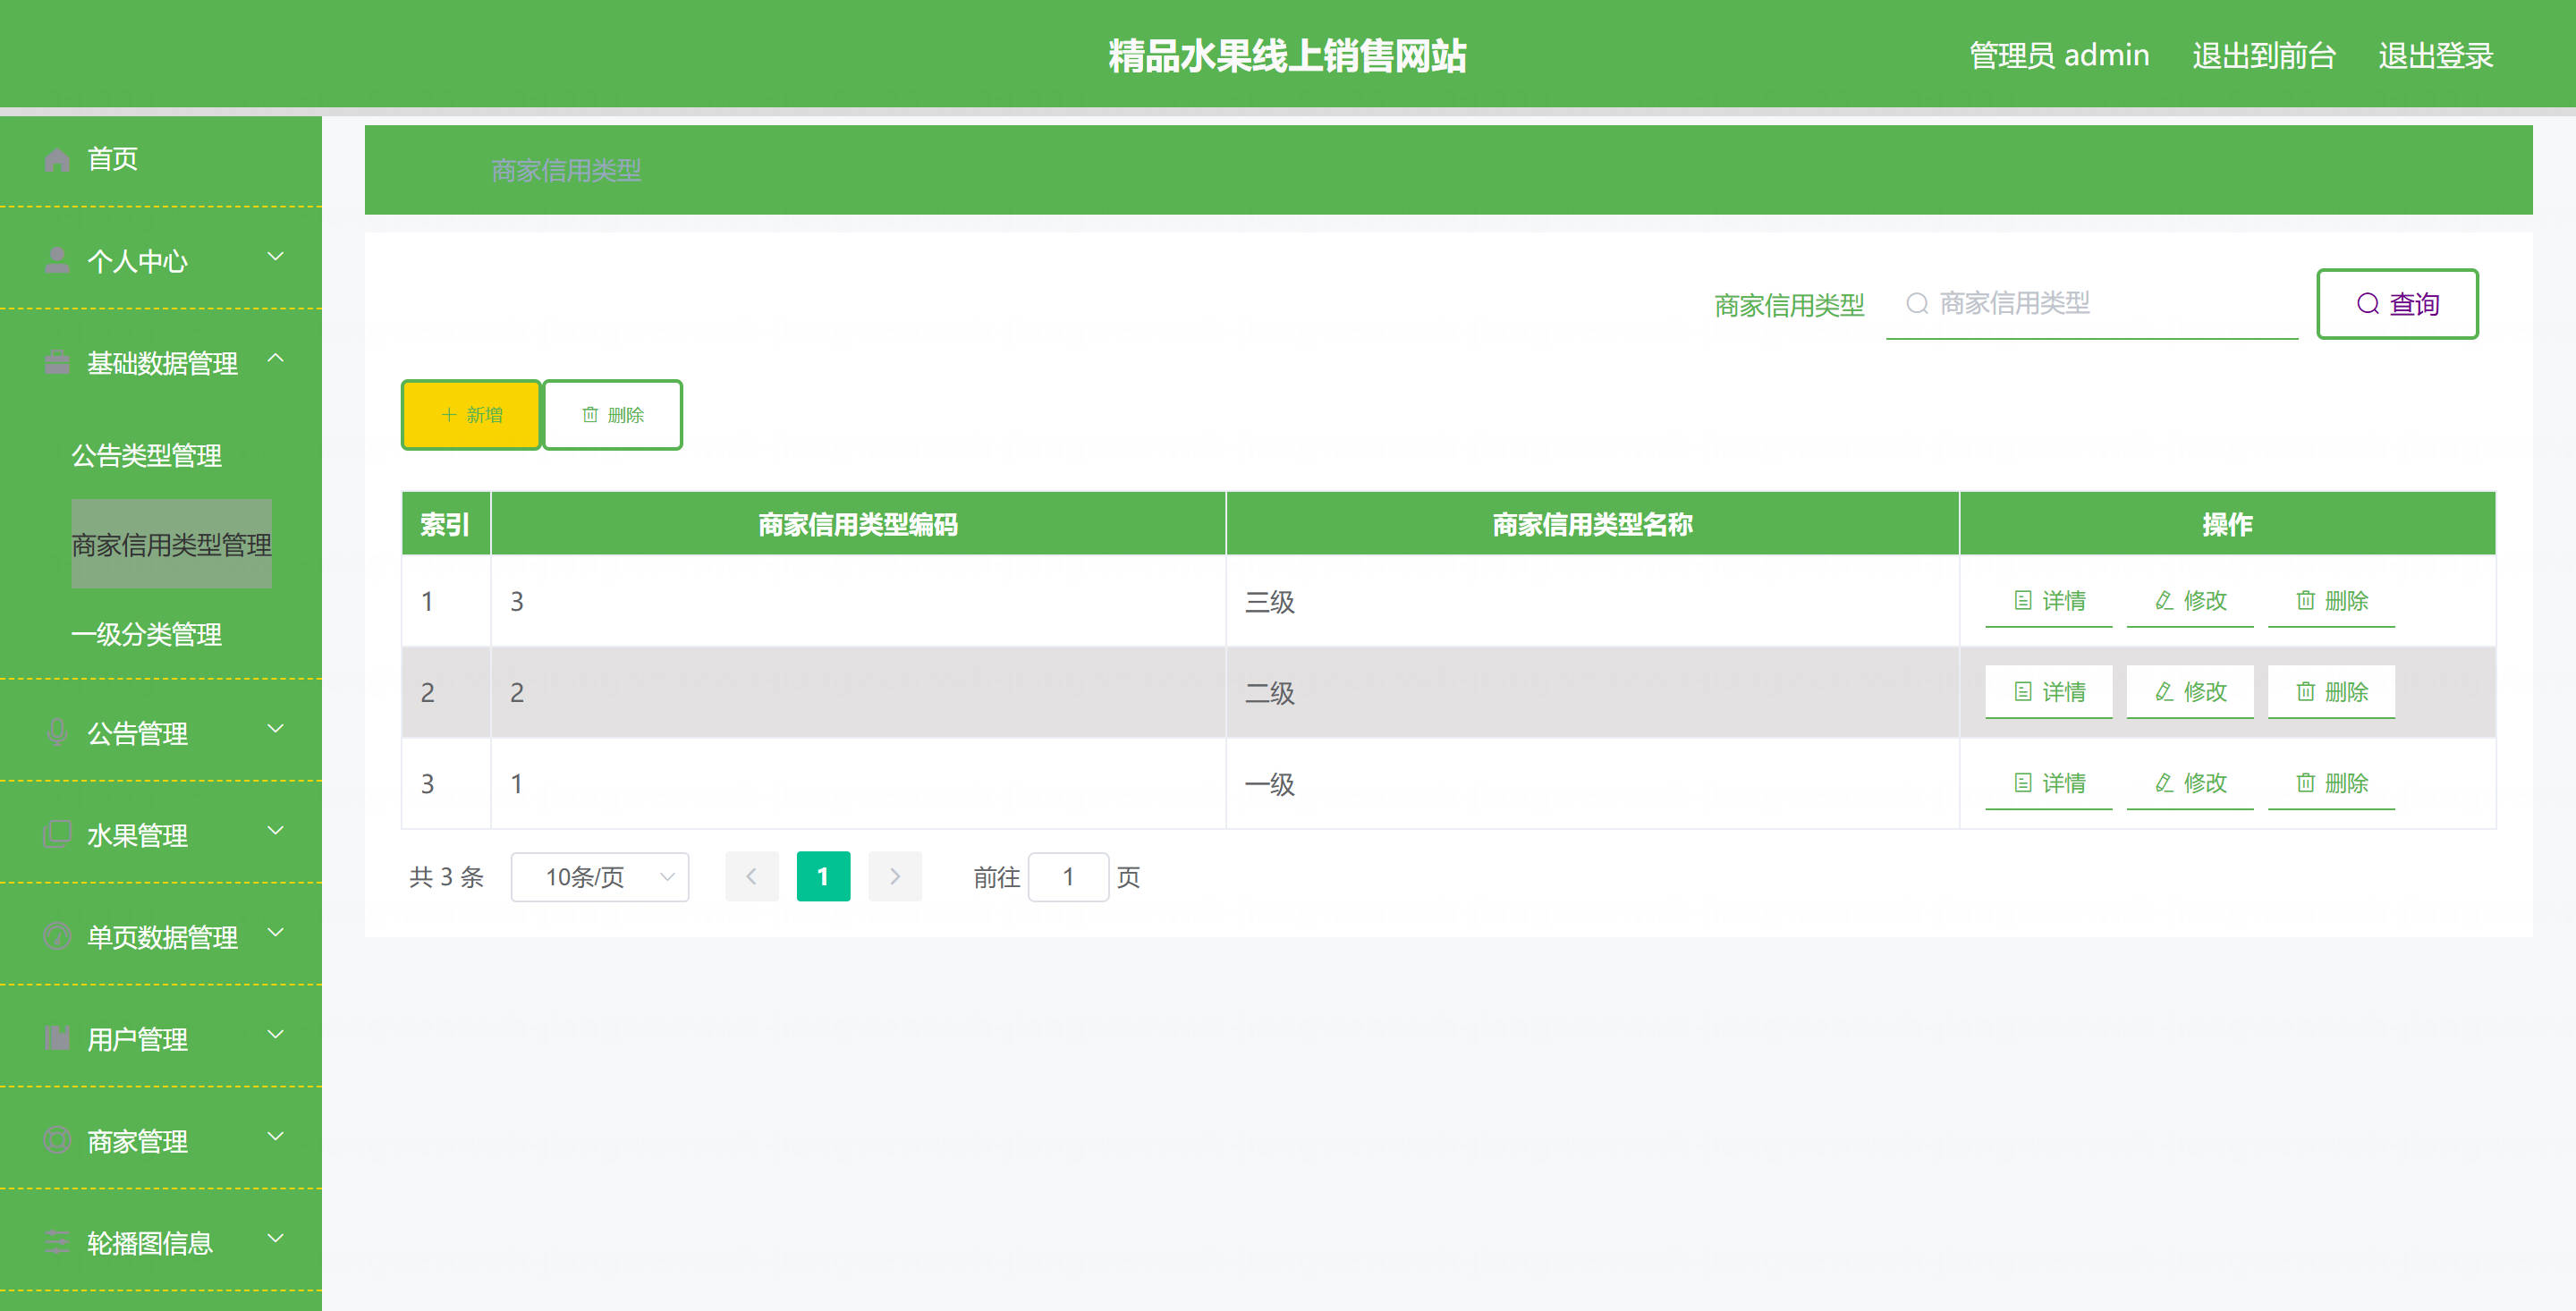 精品水果线上销售网站
管理员 admin 退出到前台 退出登录
首页
个人中心
基础数据管理
公告类型管理
商家信用类型管理
一级分类管理
公告管理
水果管理
单页数据管理
用户管理
商家管理
轮播图信息
商家信用类型
商家信用类型 商家信用类型 查询
新增 删除
索引 商家信用类型编码 商家信用类型名称 操作
1 3 三级 详情 修改 删除
2 2 二级 详情 修改 删除
3 1 一级 详情 修改 删除
共 3 条 10条/页 1 前往 1 页